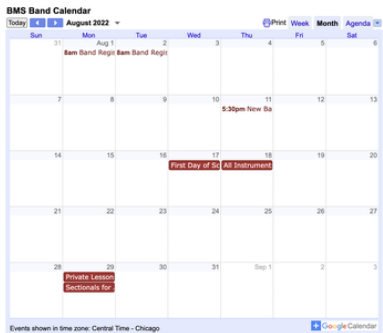 BMS Band Calendar
Today August 2022 Print Week Month Agenda
Sun Mon Tue Wed Thu Fri Sat
31 Aug 1 2 3 4 5 6
8am Band Regi 8am Band Regis
7 8 9 10 11 12 13
5:30pm New Ba
14 15 16 17 18 19 20
First Day of Sc All Instrument
21 22 23 24 25 26 27
28 29 30 31 Sep 1 2 3
Private Lesson
Sectionals for
Events shown in time zone: Central Time - Chicago
+ Google Calendar